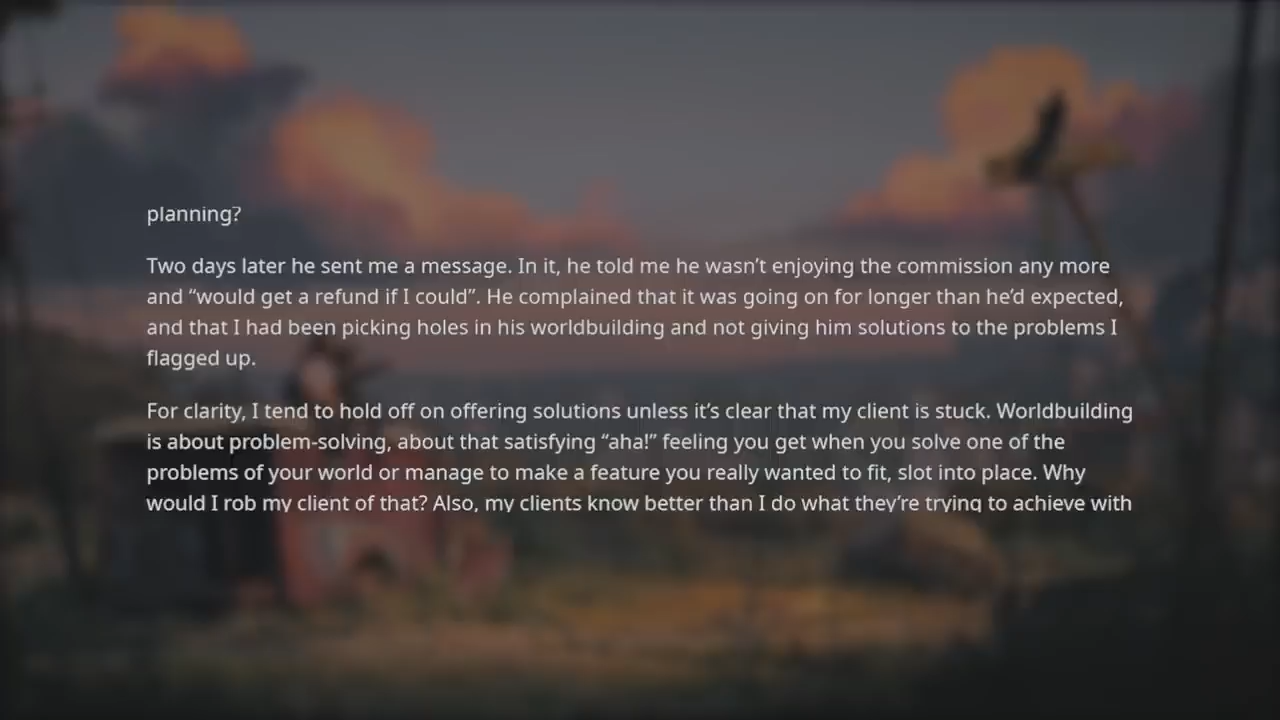 planning?
Two days later he sent me a message. In it, he told me he wasn’t enjoying the commission any more
and “would get a refund if I could”. He complained that it was going on for longer than he’d expected,
and that I had been picking holes in his worldbuilding and not giving him solutions to the problems I
flagged up.
For clarity, I tend to hold off on offering solutions unless it’s clear that my client is stuck. Worldbuilding
is about problem-solving, about that satisfying “aha!” feeling you get when you solve one of the
problems of your world or manage to make a feature you really wanted to fit, slot into place. Why
would I rob my client of that? Also, my clients know better than I do what they’re trying to achieve with